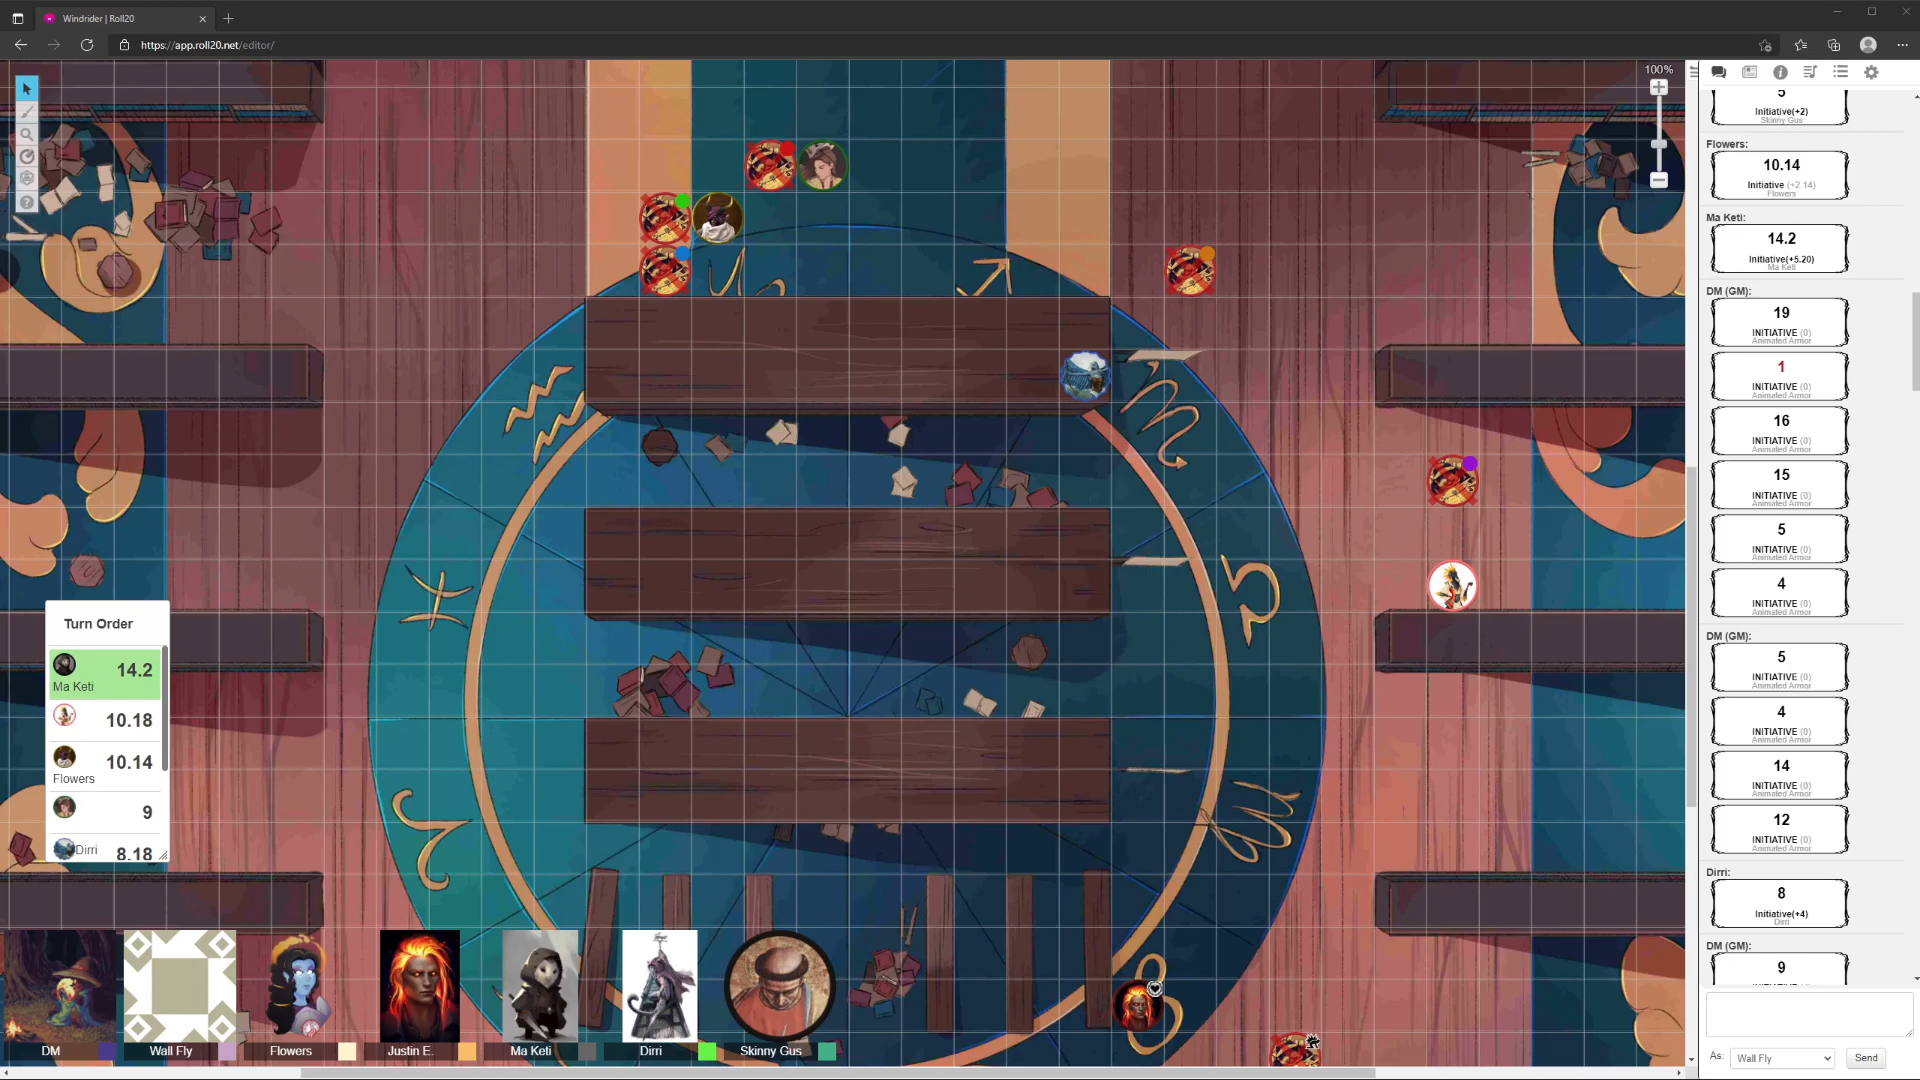 Windrider | Roll20
https://app.roll20.net/editor/
100%
Turn Order
14.2
Ma Keti
10.18
10.14
Flowers
9
Dirri
8.18
DM
Wall Fly
Flowers
Justin E.
Ma Keti
Dirri
Skinny Gus
5
Initiative(+2)
Skinny Gus
Flowers:
10.14
Initiative (+2.14)
Flowers
Ma Keti:
14.2
Initiative(+5.20)
Ma Keti
DM (GM):
19
INITIATIVE (0)
Animated Armor
1
INITIATIVE (0)
Animated Armor
16
INITIATIVE (0)
Animated Armor
15
INITIATIVE (0)
Animated Armor
5
INITIATIVE (0)
Animated Armor
4
INITIATIVE (0)
Animated Armor
DM (GM):
5
INITIATIVE (0)
Animated Armor
4
INITIATIVE (0)
Animated Armor
14
INITIATIVE (0)
Animated Armor
12
INITIATIVE (0)
Animated Armor
Dirri:
8
Initiative(+4)
Dirri
DM (GM):
9
As:
Wall Fly
Send